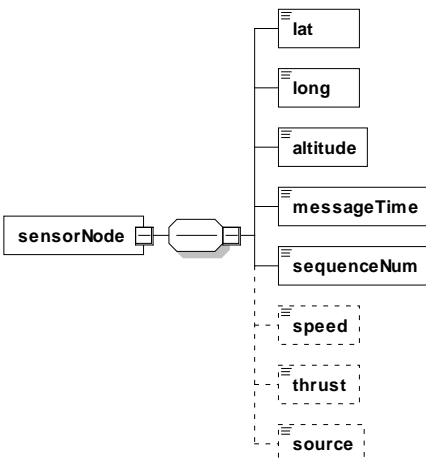 lat
long
altitude
messageTime
sensorNode
sequenceNum
speed
thrust
source